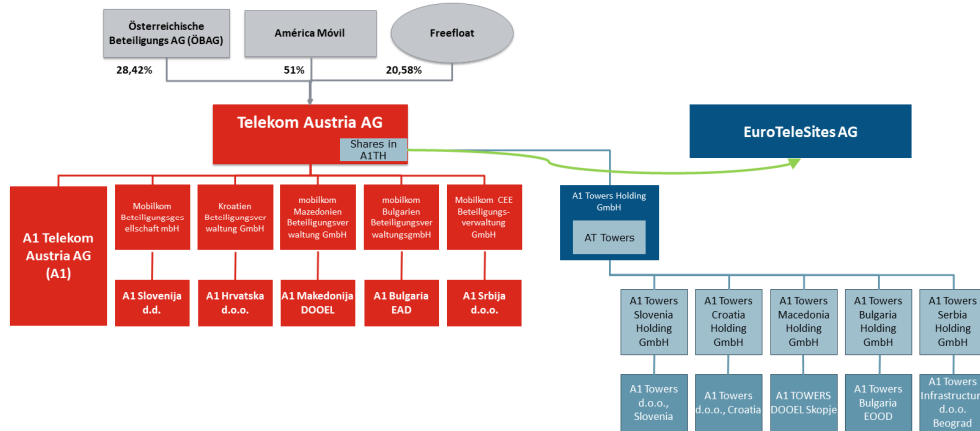 Österreichische
Beteiligungs AG (ÖBAG)
América Móvil
Freefloat
28,42%
51%
20,58%
Telekom Austria AG
Shares in
A1TH
EuroTeleSites AG
A1 Telekom
Austria AG
(A1)
Mobilkom
Beteiligungsges
ellschaft mbH
Kroatien
Beteiligungsver
waltung GmbH
mobilkom
Mazedonien
Beteiligungsver
waltung GmbH
mobilkom
Bulgarien
Beteiligungsver
waltungsgmbH
Mobilkom CEE
Beteiligungs-
verwaltung
GmbH
A1 Towers Holding
GmbH
AT Towers
A1 Slovenija
d.d.
A1 Hrvatska
d.o.o.
A1 Makedonija
DOOEL
A1 Bulgaria
EAD
A1 Srbija
d.o.o.
A1 Towers
Slovenia
Holding
GmbH
A1 Towers
Croatia
Holding
GmbH
A1 Towers
Macedonia
Holding
GmbH
A1 Towers
Bulgaria
Holding
GmbH
A1 Towers
Serbia
Holding
GmbH
A1 Towers
d.o.o.,
Slovenia
A1 Towers
d.o.o., Croatia
A1 TOWERS
DOOEL Skopje
A1 Towers
Bulgaria
EOOD
A1 Towers
Infrastructure
d.o.o.
Beograd